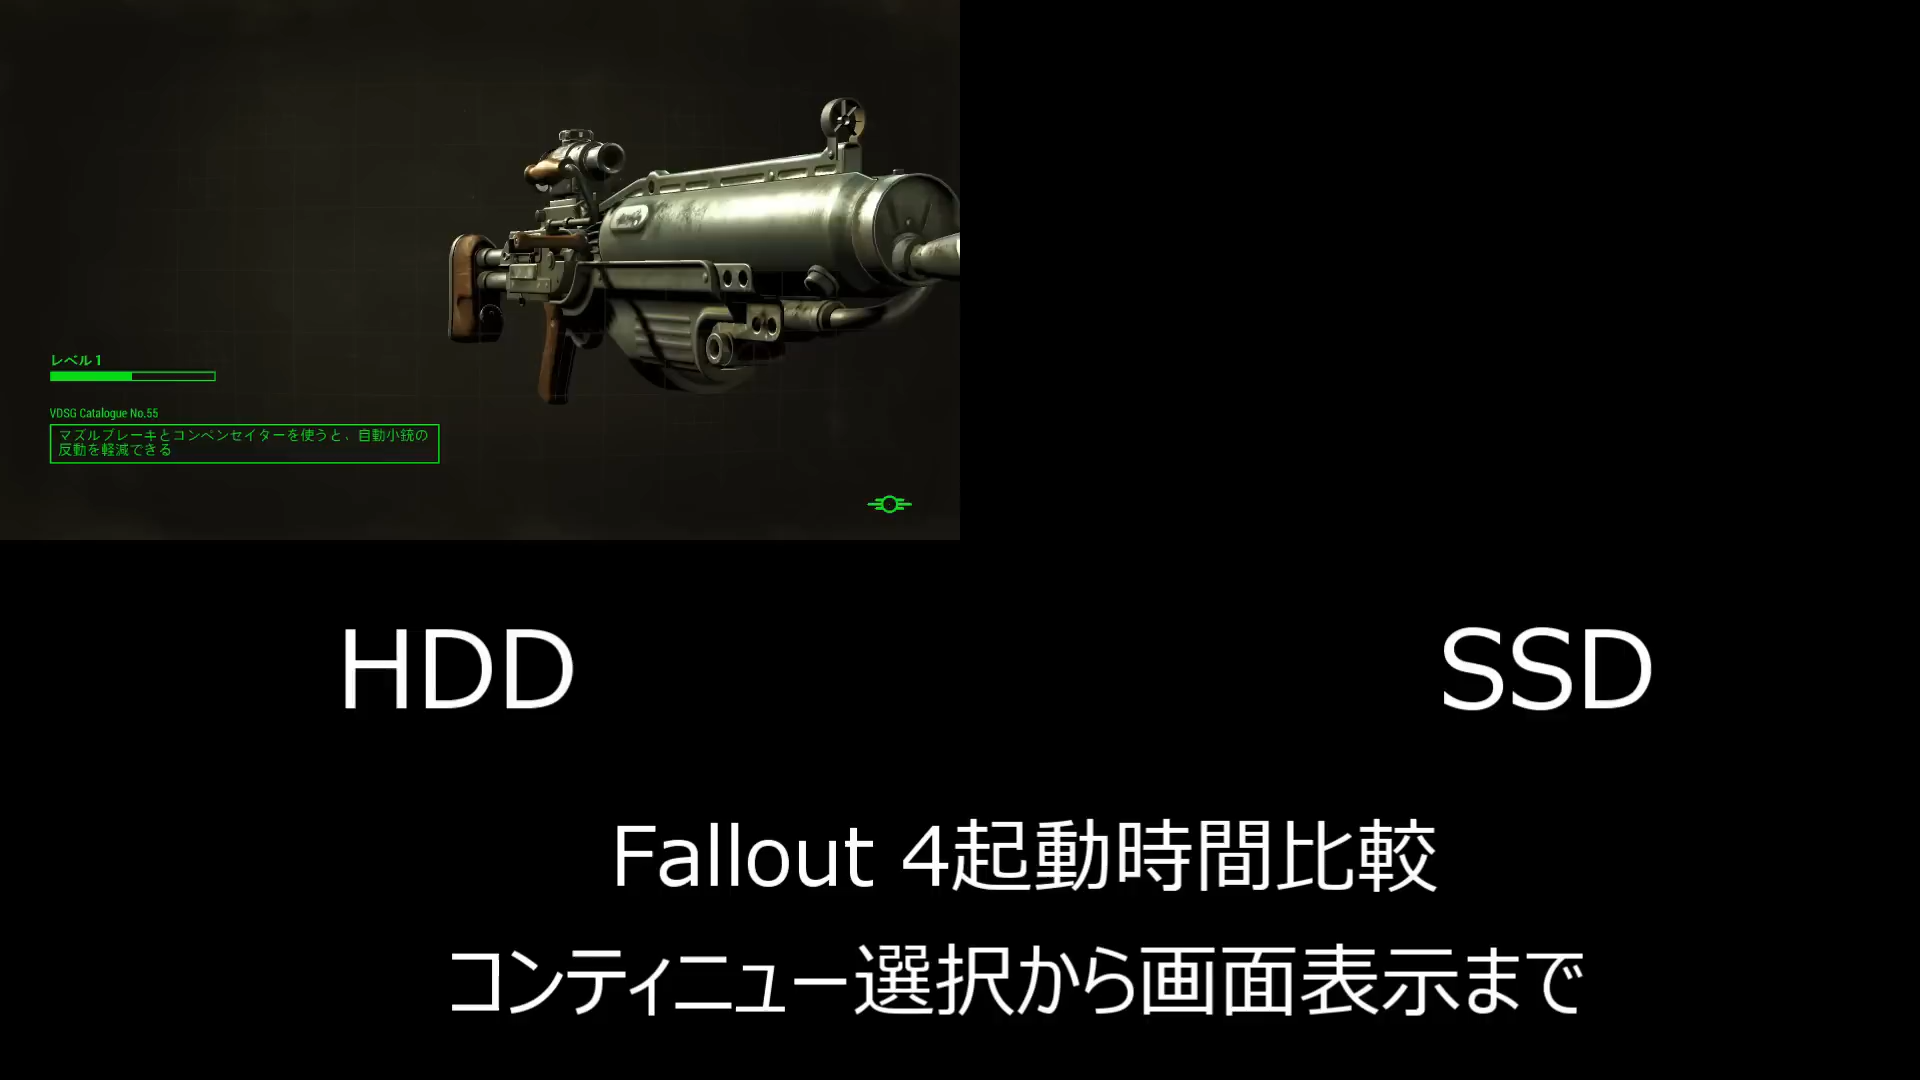 レベル 1
VDSG Catalogue No.55
マズルブレーキとコンペンセイターを使うと、自動小銃の
反動を軽減できる
HDD
SSD
Fallout 4起動時間比較
コンティニュー選択から画面表示まで